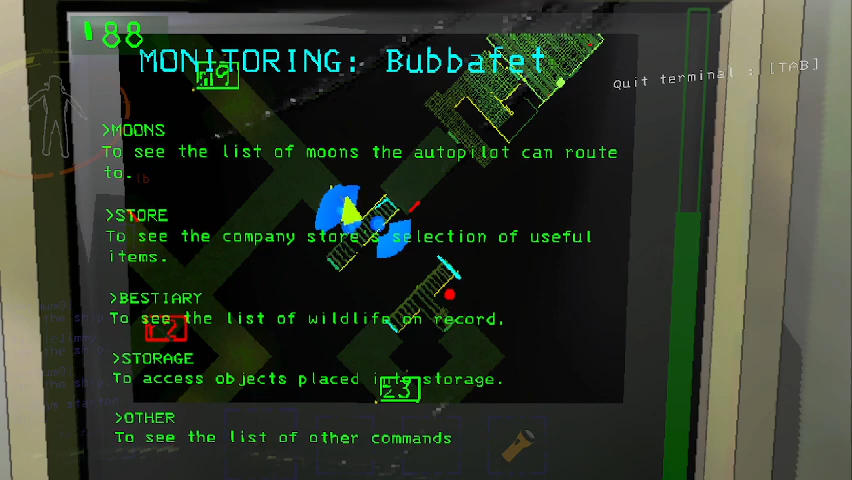 '88
MONITORING: Bubbafet
Quit terminal : [TAB]
>MOONS
To see the list of moons the autopilot can route
to.
lb
>STORE
To see the company store's selection of useful
items.
>BESTIARY
To see the list of wildlife on record.
>STORAGE
To access objects placed into storage.
>OTHER
To see the list of other commands